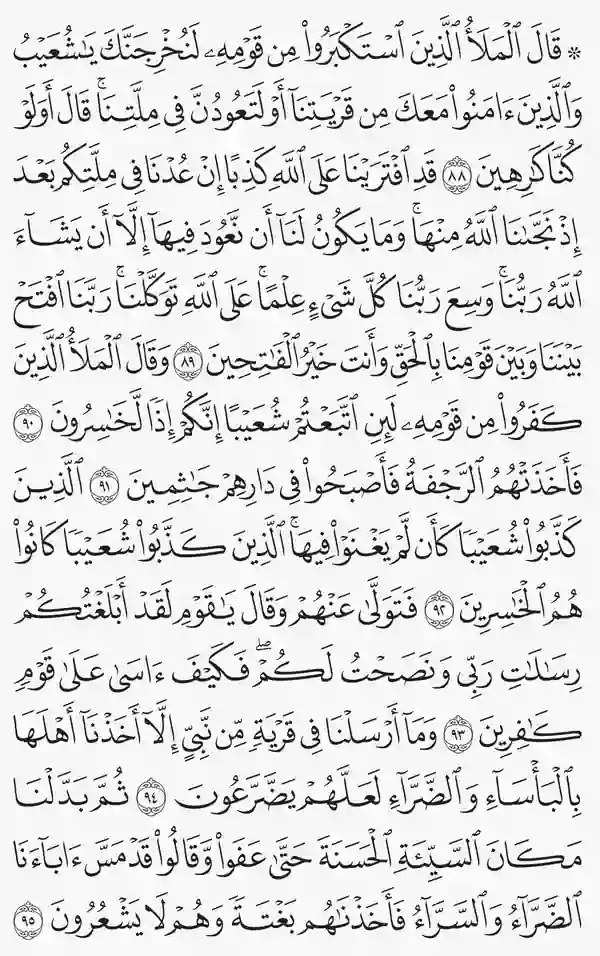 ۞ قَالَ ٱلْمَلَأُ ٱلَّذِينَ ٱسْتَكْبَرُوا۟ مِن قَوْمِهِۦ لَنُخْرِجَنَّكَ يَـٰشُعَيْبُ
وَٱلَّذِينَ ءَامَنُوا۟ مَعَكَ مِن قَرْيَتِنَآ أَوْ لَتَعُودُنَّ فِى مِلَّتِنَا ۚ قَالَ أَوَلَوْ
كُنَّا كَـٰرِهِينَ ٨٨ قَدِ ٱفْتَرَيْنَا عَلَى ٱللَّهِ كَذِبًا إِنْ عُدْنَا فِى مِلَّتِكُم بَعْدَ
إِذْ نَجَّىٰنَا ٱللَّهُ مِنْهَا ۚ وَمَا يَكُونُ لَنَآ أَن نَّعُودَ فِيهَآ إِلَّآ أَن يَشَآءَ
ٱللَّهُ رَبُّنَا ۚ وَسِعَ رَبُّنَا كُلَّ شَىْءٍ عِلْمًا ۚ عَلَى ٱللَّهِ تَوَكَّلْنَا ۚ رَبَّنَا ٱفْتَحْ
بَيْنَنَا وَبَيْنَ قَوْمِنَا بِٱلْحَقِّ وَأَنتَ خَيْرُ ٱلْفَـٰتِحِينَ ٨٩ وَقَالَ ٱلْمَلَأُ ٱلَّذِينَ
كَفَرُوا۟ مِن قَوْمِهِۦ لَئِنِ ٱتَّبَعْتُمْ شُعَيْبًا إِنَّكُمْ إِذًا لَّخَـٰسِرُونَ ٩٠
فَأَخَذَتْهُمُ ٱلرَّجْفَةُ فَأَصْبَحُوا۟ فِى دَارِهِمْ جَـٰثِمِينَ ٩١ ٱلَّذِينَ
كَذَّبُوا۟ شُعَيْبًا كَأَن لَّمْ يَغْنَوْا۟ فِيهَا ۚ ٱلَّذِينَ كَذَّبُوا۟ شُعَيْبًا كَانُوا۟
هُمُ ٱلْخَـٰسِرِينَ ٩٢ فَتَوَلَّىٰ عَنْهُمْ وَقَالَ يَـٰقَوْمِ لَقَدْ أَبْلَغْتُكُمْ
رِسَـٰلَـٰتِ رَبِّى وَنَصَحْتُ لَكُمْ ۖ فَكَيْفَ ءَاسَىٰ عَلَىٰ قَوْمٍ
كَـٰفِرِينَ ٩٣ وَمَآ أَرْسَلْنَا فِى قَرْيَةٍ مِّن نَّبِىٍّ إِلَّآ أَخَذْنَآ أَهْلَهَا
بِٱلْبَأْسَآءِ وَٱلضَّرَّآءِ لَعَلَّهُمْ يَضَّرَّعُونَ ٩٤ ثُمَّ بَدَّلْنَا
مَكَانَ ٱلسَّيِّئَةِ ٱلْحَسَنَةَ حَتَّىٰ عَفَوا۟ وَّقَالُوا۟ قَدْ مَسَّ ءَابَآءَنَا
ٱلضَّرَّآءُ وَٱلسَّرَّآءُ فَأَخَذْنَـٰهُم بَغْتَةً وَهُمْ لَا يَشْعُرُونَ ٩٥